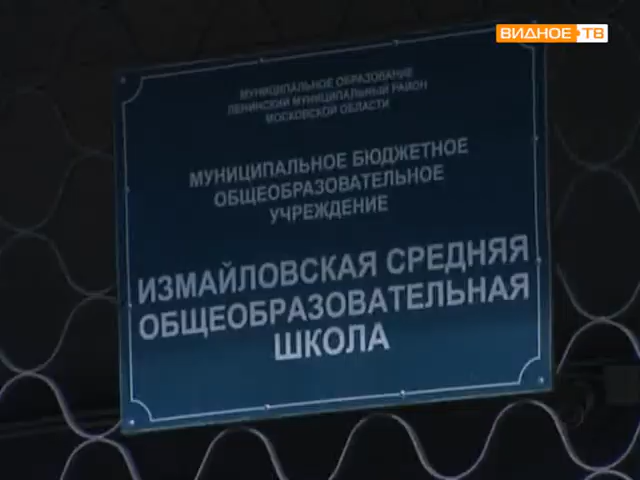 ВИДНОЕ ТВ
МУНИЦИПАЛЬНОЕ ОБРАЗОВАНИЕ
ЛЕНИНСКИЙ МУНИЦИПАЛЬНЫЙ РАЙОН
МОСКОВСКОЙ ОБЛАСТИ
МУНИЦИПАЛЬНОЕ БЮДЖЕТНОЕ
ОБЩЕОБРАЗОВАТЕЛЬНОЕ
УЧРЕЖДЕНИЕ
ИЗМАЙЛОВСКАЯ СРЕДНЯЯ
ОБЩЕОБРАЗОВАТЕЛЬНАЯ
ШКОЛА